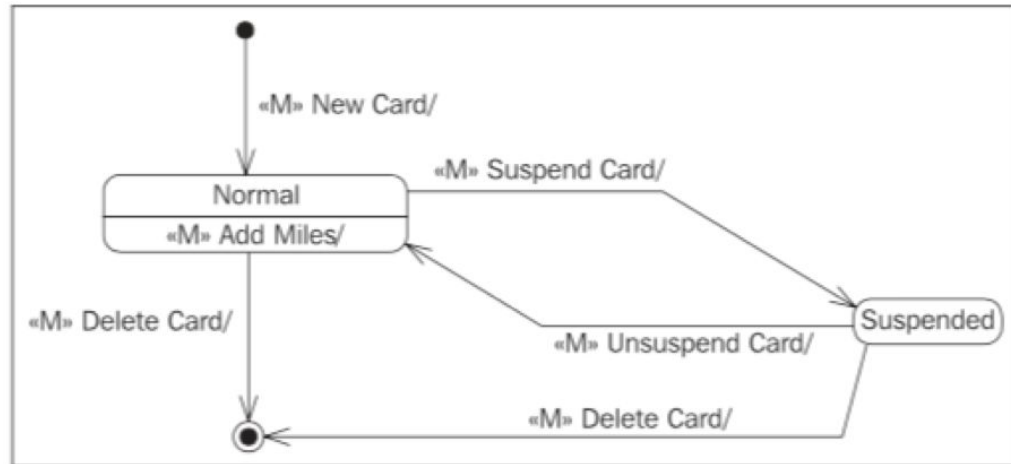 «M» New Card/
«M» Suspend Card/
Normal
«M» Add Miles/
«M» Delete Card/
Suspended
«M» Unsuspend Card/
«M» Delete Card/